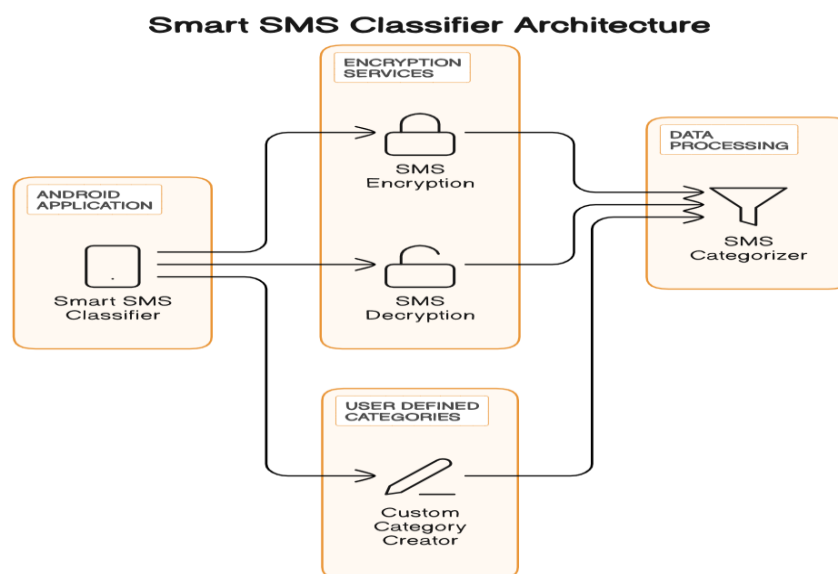 Smart SMS Classifier Architecture
ENCRYPTION
SERVICES
SMS
Encryption
SMS
Decryption
DATA
PROCESSING
SMS
Categorizer
ANDROID
APPLICATION
Smart SMS
Classifier
USER DEFINED
CATEGORIES
Custom
Category
Creator